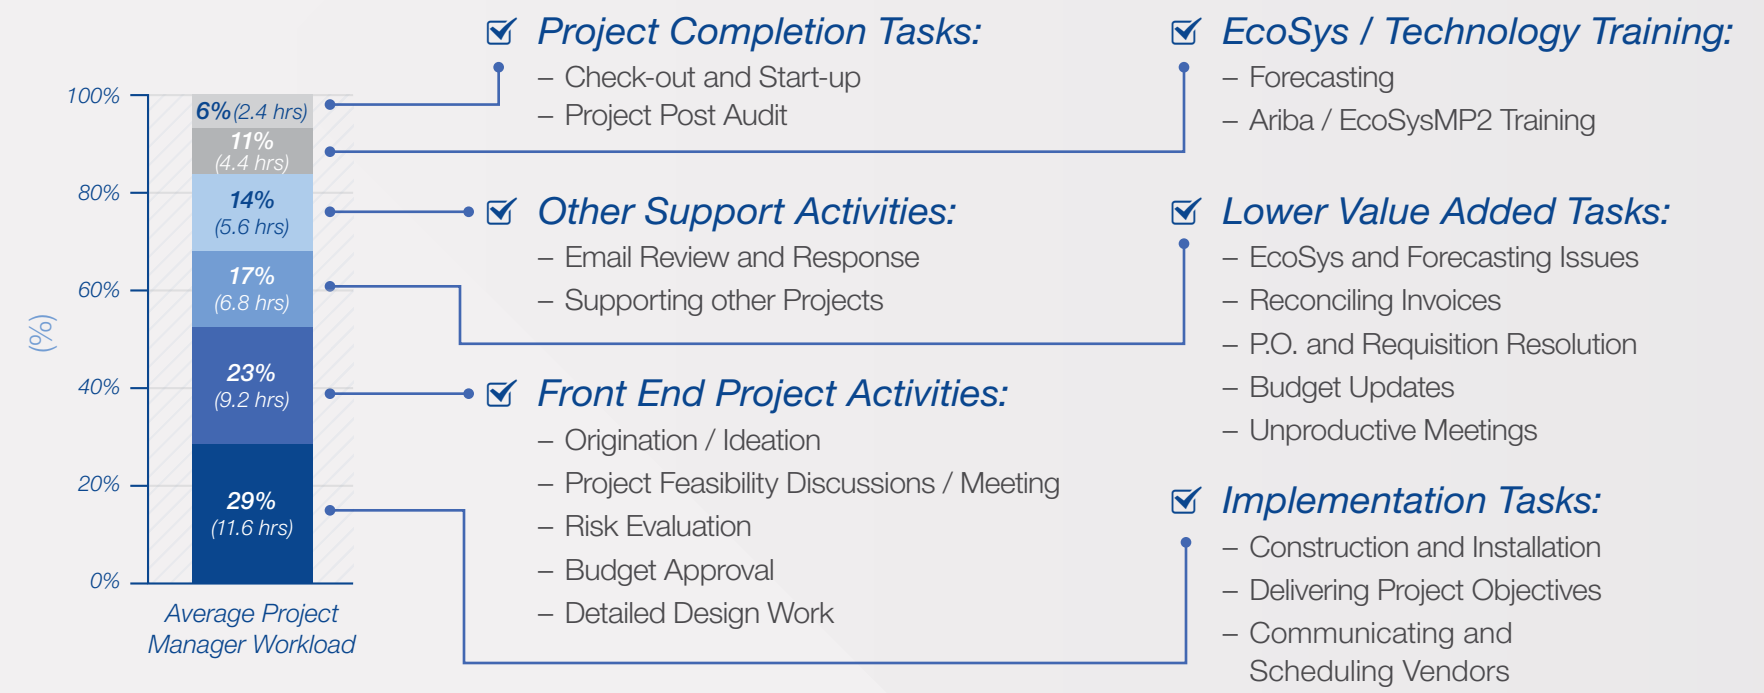 100%
80%
60%
40%
20%
0%
(%)
6% (2.4 hrs)
11%
(4.4 hrs)
14%
(5.6 hrs)
17%
(6.8 hrs)
23%
(9.2 hrs)
29%
(11.6 hrs)
Average Project
Manager Workload
Project Completion Tasks:
– Check-out and Start-up
– Project Post Audit
Other Support Activities:
– Email Review and Response
– Supporting other Projects
Front End Project Activities:
– Origination / Ideation
– Project Feasibility Discussions / Meeting
– Risk Evaluation
– Budget Approval
– Detailed Design Work
EcoSys / Technology Training:
– Forecasting
– Ariba / EcoSysMP2 Training
Lower Value Added Tasks:
– EcoSys and Forecasting Issues
– Reconciling Invoices
– P.O. and Requisition Resolution
– Budget Updates
– Unproductive Meetings
Implementation Tasks:
– Construction and Installation
– Delivering Project Objectives
– Communicating and
Scheduling Vendors